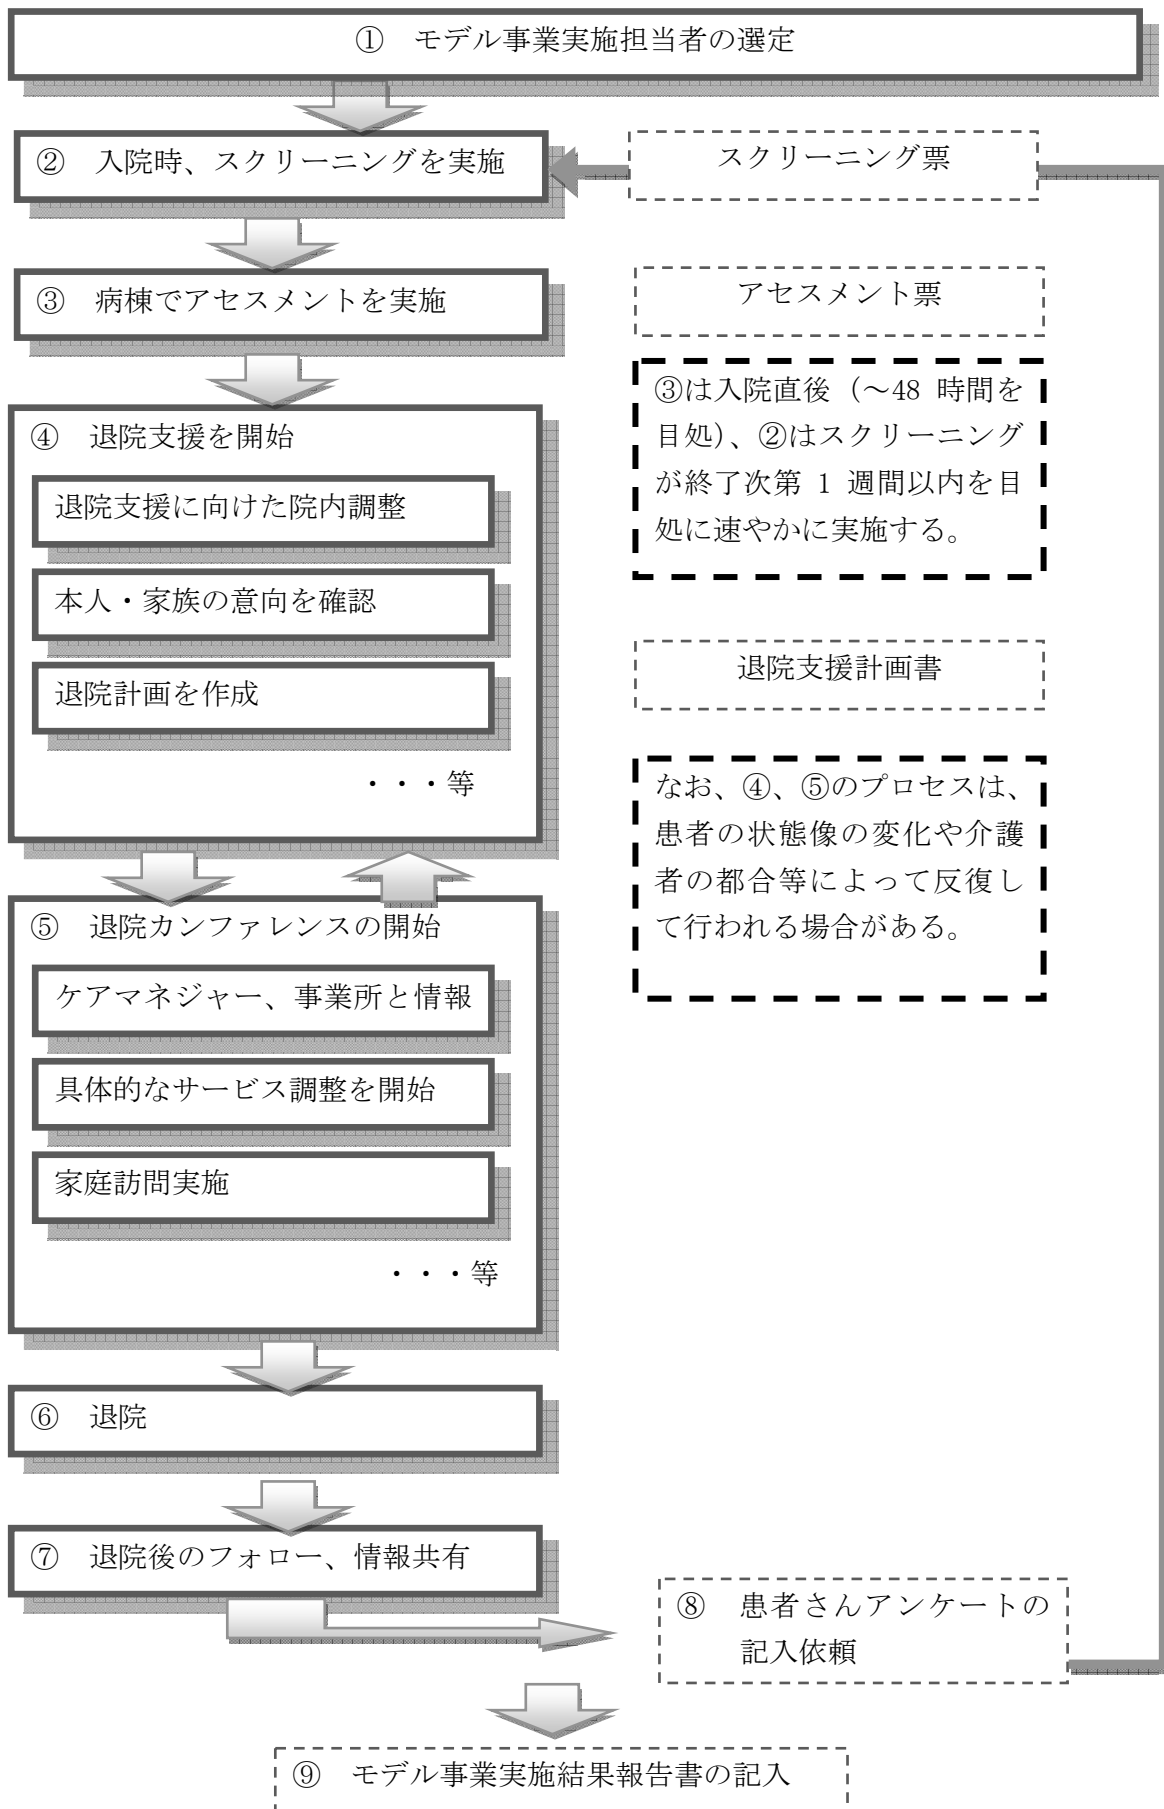 ① モデル事業実施担当者の選定
② 入院時、スクリーニングを実施
スクリーニング票
③ 病棟でアセスメントを実施
アセスメント票
③は入院直後（～48 時間を
目処）、②はスクリーニング
が終了次第 1 週間以内を目
処に速やかに実施する。
④ 退院支援を開始
退院支援に向けた院内調整
本人・家族の意向を確認
退院計画を作成
・・・等
退院支援計画書
なお、④、⑤のプロセスは、
患者の状態像の変化や介護
者の都合等によって反復し
て行われる場合がある。
⑤ 退院カンファレンスの開始
ケアマネジャー、事業所と情報
具体的なサービス調整を開始
家庭訪問実施
・・・等
⑥ 退院
⑦ 退院後のフォロー、情報共有
⑧ 患者さんアンケートの
記入依頼
⑨ モデル事業実施結果報告書の記入